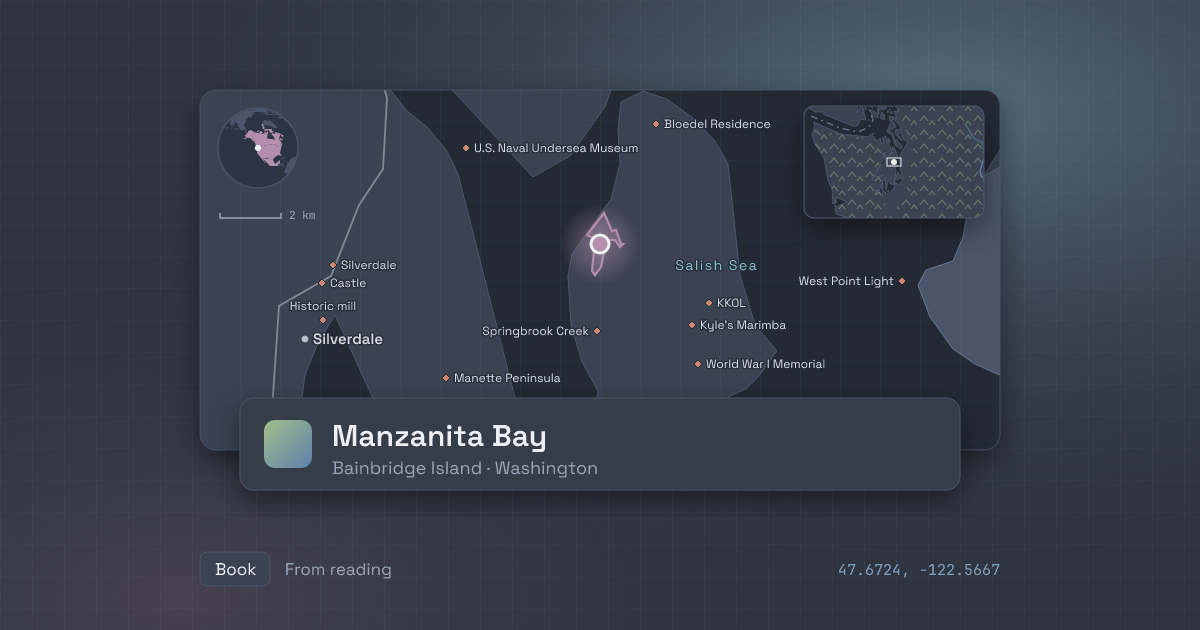 Bloedel Residence
U.S. Naval Undersea Museum
2 km
Silverdale
Salish Sea
Castle
West Point Light
Historic mill
KKOL
Kyle's Marimba
Springbrook Creek
Silverdale
World War I Memorial
Manette Peninsula
Manzanita Bay
Bainbridge Island · Washington
Book
From reading
47.6724, -122.5667